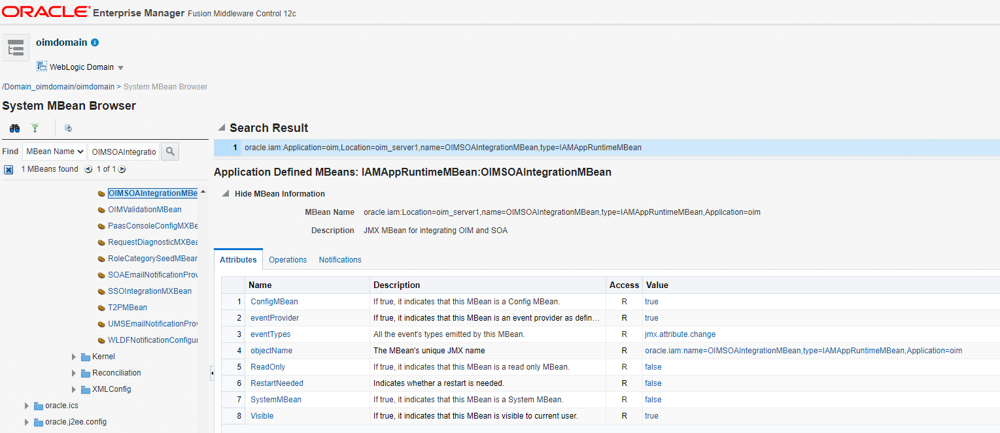 ORACLE® Enterprise Manager Fusion Middleware Control 12c
oimdomain
WebLogic Domain
/Domain_oimdomain/oimdomain > System MBean Browser
System MBean Browser
Find MBean Name OIMSOAIntegratio
1 MBeans found 1 of 1
OIMSOAIntegrationMBe
OIMValidationMBean
PaasConsoleConfigMXBe
RequestDiagnosticMXBea
RoleCategorySeedMBear
SOAEmailNotificationProv
SSOIntegrationMXBean
T2PMBean
UMSEmailNotificationProv
WLDFNotificationConfigur
Kernel
Reconciliation
XMLConfig
oracle.ics
oracle.j2ee.config
Search Result
1 oracle.iam:Application=oim,Location=oim_server1,name=OIMSOAIntegrationMBean,type=IAMAppRuntimeMBean
Application Defined MBeans: IAMAppRuntimeMBean:OIMSOAIntegrationMBean
Hide MBean Information
MBean Name oracle.iam:Location=oim_server1,name=OIMSOAIntegrationMBean,type=IAMAppRuntimeMBean,Application=oim
Description JMX MBean for integrating OIM and SOA
Attributes Operations Notifications
Name Description Access Value
1 ConfigMBean If true, it indicates that this MBean is a Config MBean. R true
2 eventProvider If true, it indicates that this MBean is an event provider as defin… R true
3 eventTypes All the event's types emitted by this MBean. R jmx.attribute.change
4 objectName The MBean's unique JMX name R oracle.iam:name=OIMSOAIntegrationMBean,type=IAMAppRuntimeMBean,Application=oim
5 ReadOnly If true, it indicates that this MBean is a read only MBean. R false
6 RestartNeeded Indicates whether a restart is needed. R false
7 SystemMBean If true, it indicates that this MBean is a System MBean. R false
8 Visible If true, it indicates that this MBean is visible to current user. R true